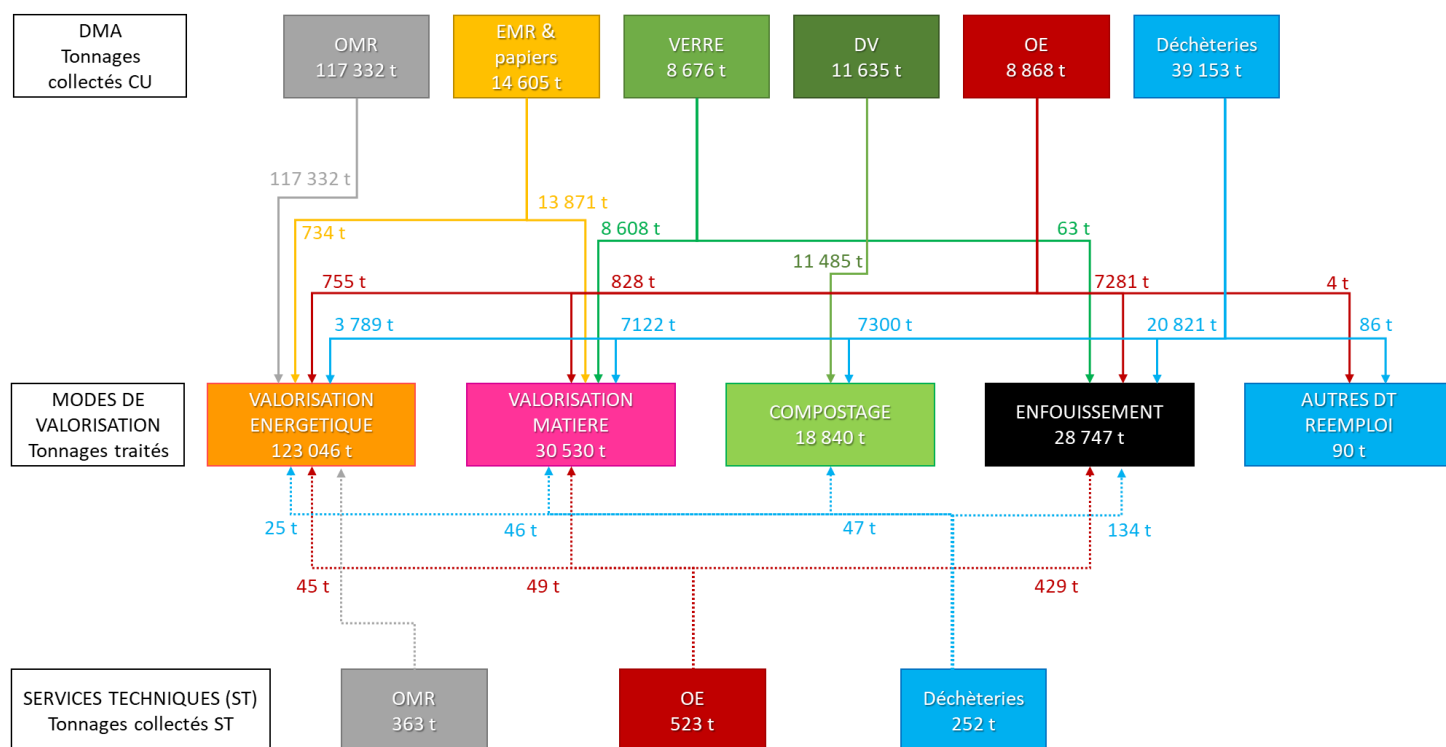 DMA
Tonnages
collectés CU
OMR
117 332 t
EMR &
papiers
14 605 t
VERRE
8 676 t
DV
11 635 t
OE
8 868 t
Déchèteries
39 153 t
117 332 t
13 871 t
734 t
8 608 t
63 t
11 485 t
755 t
828 t
7281 t
4 t
3 789 t
7122 t
7300 t
20 821 t
86 t
MODES DE
VALORISATION
Tonnages traités
VALORISATION
ENERGETIQUE
123 046 t
VALORISATION
MATIERE
30 530 t
COMPOSTAGE
18 840 t
ENFOUISSEMENT
28 747 t
AUTRES DT
REEMPLOI
90 t
25 t
46 t
47 t
134 t
45 t
49 t
429 t
SERVICES TECHNIQUES (ST)
Tonnages collectés ST
OMR
363 t
OE
523 t
Déchèteries
252 t